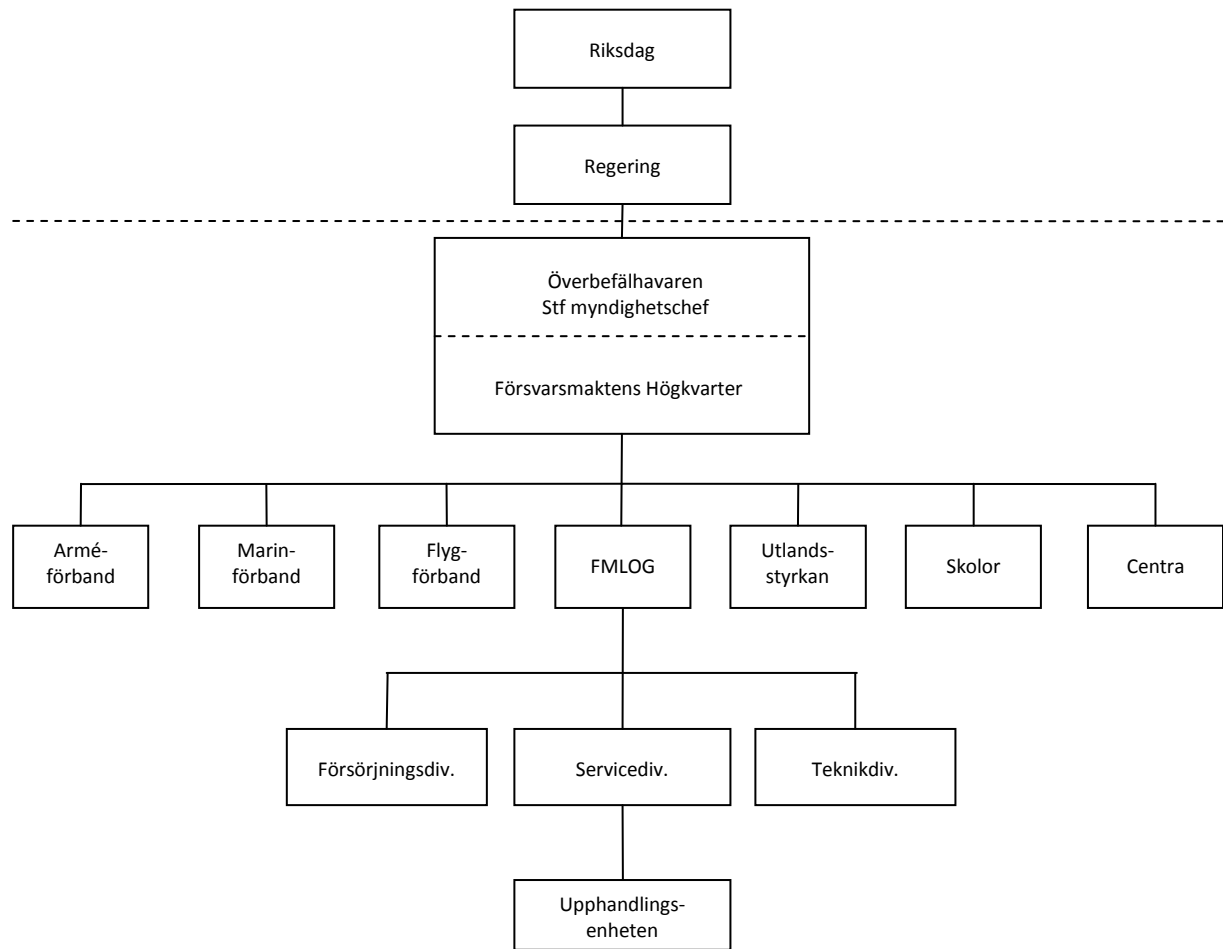 Riksdag
Regering
Överbefälhavaren
Stf myndighetschef
Försvarsmaktens Högkvarter
Armé-
förband
Marin-
förband
Flyg-
förband
FMLOG
Utlands-
styrkan
Skolor
Centra
Försörjningsdiv.
Servicediv.
Teknikdiv.
Upphandlings-
enheten